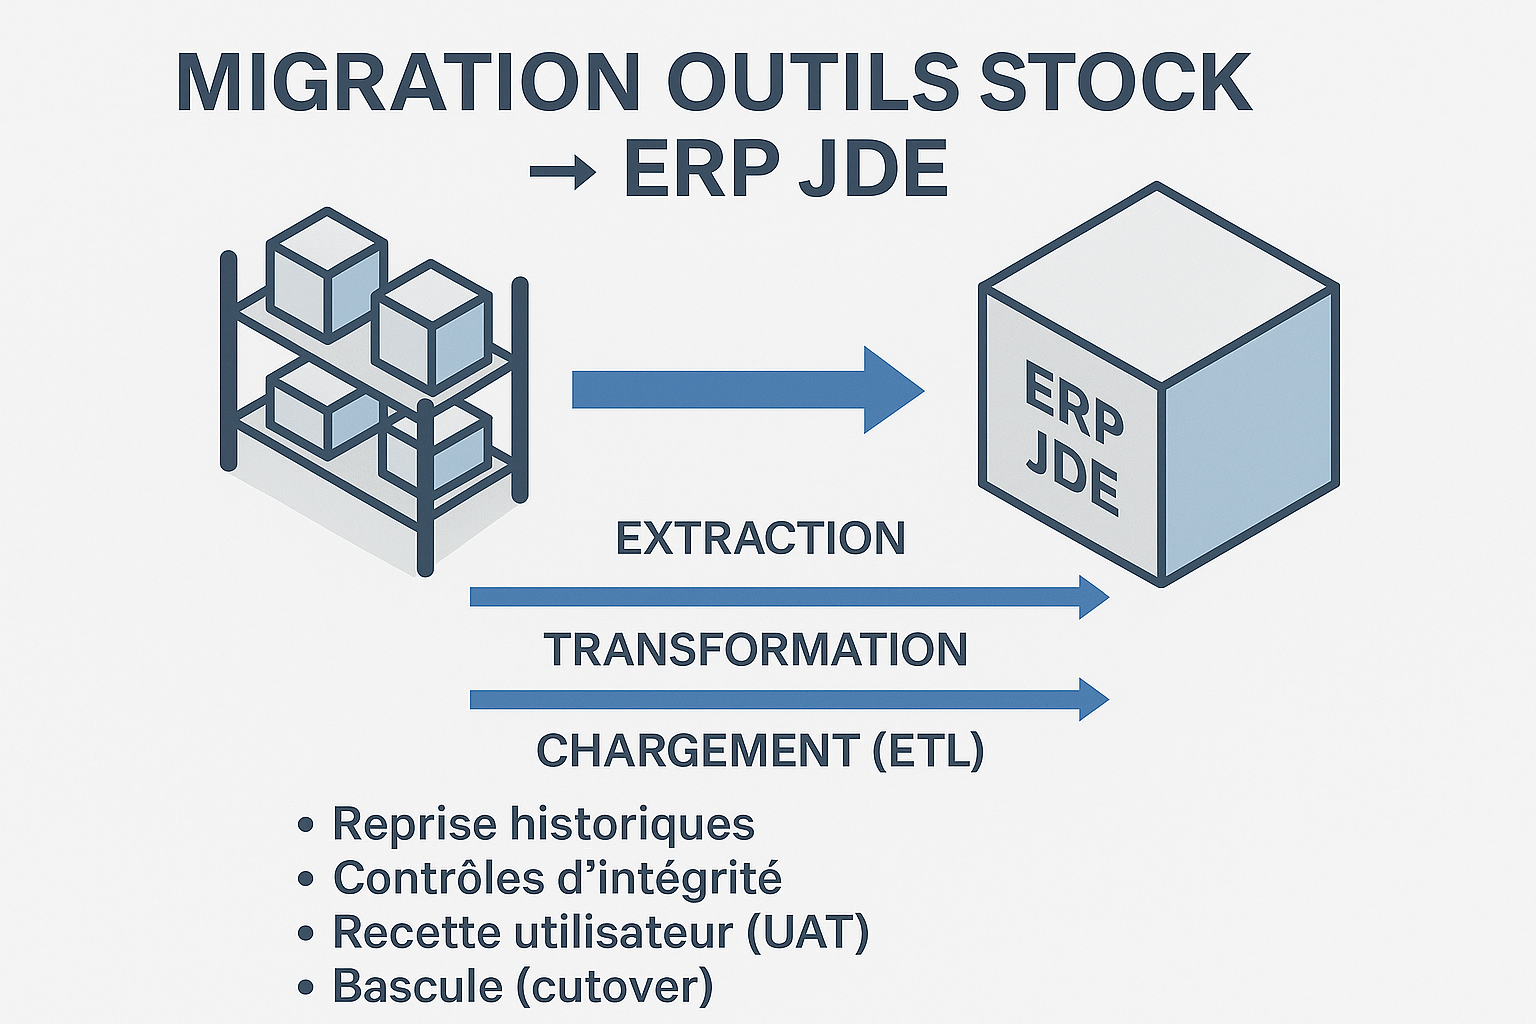 MIGRATION OUTILS STOCK
→ ERP JDE
ERP
JDE
EXTRACTION
TRANSFORMATION
CHARGEMENT (ETL)
• Reprise historiques
• Contrôles d’intégrité
• Recette utilisateur (UAT)
• Bascule (cutover)